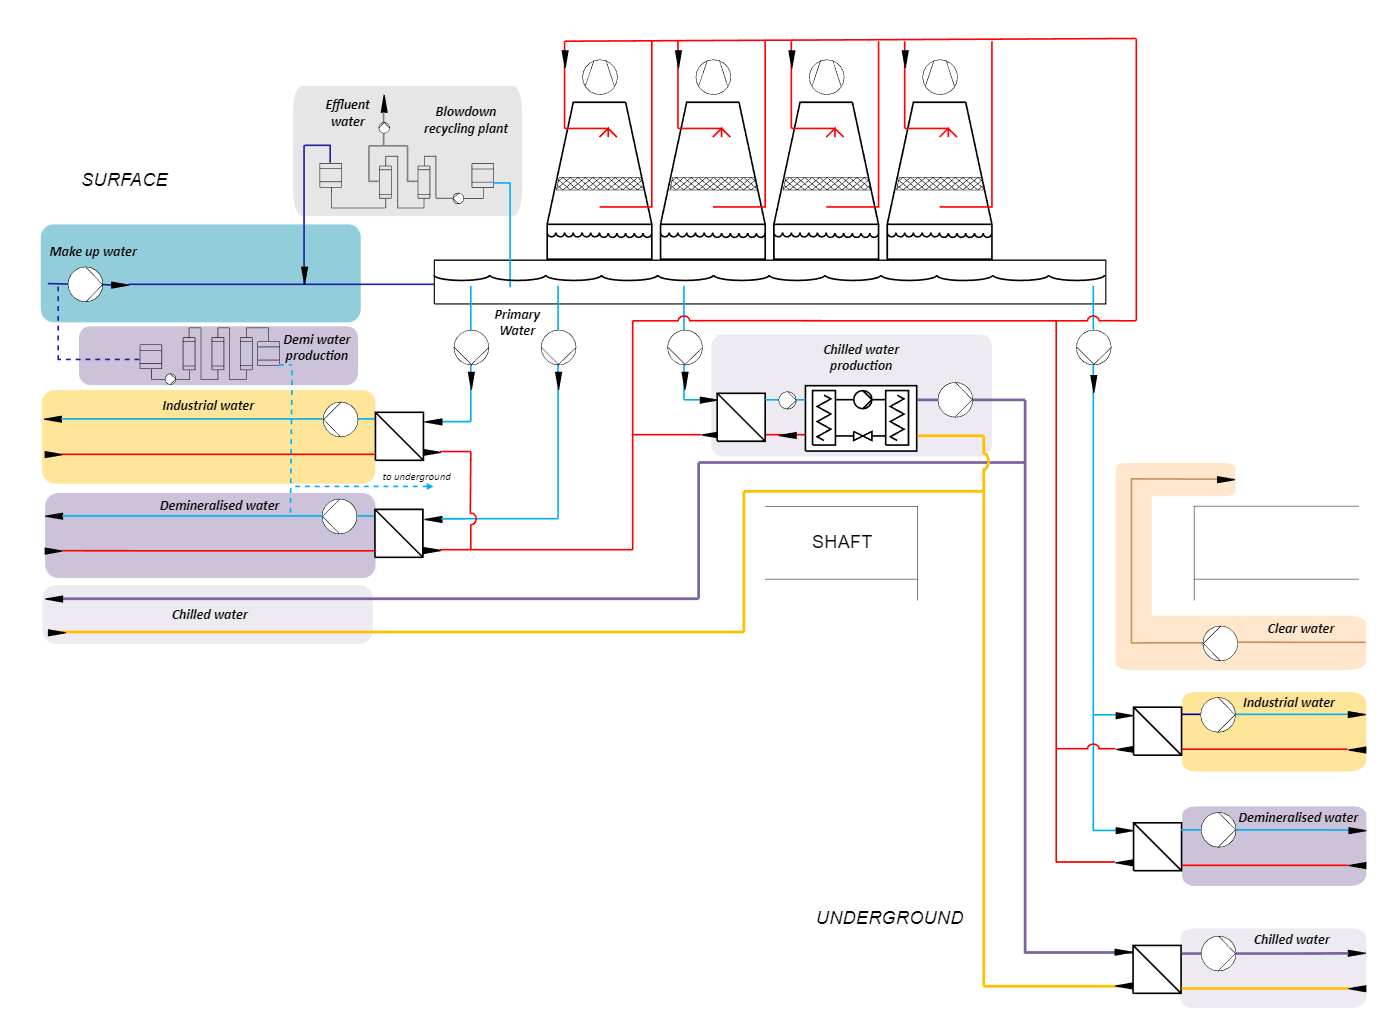 Effluent
water
Blowdown
recycling plant
SURFACE
Make up water
Primary
Water
Demi water
production
Chilled water
production
Industrial water
to underground
Demineralised water
SHAFT
Chilled water
Clear water
Industrial water
Demineralised water
UNDERGROUND
Chilled water